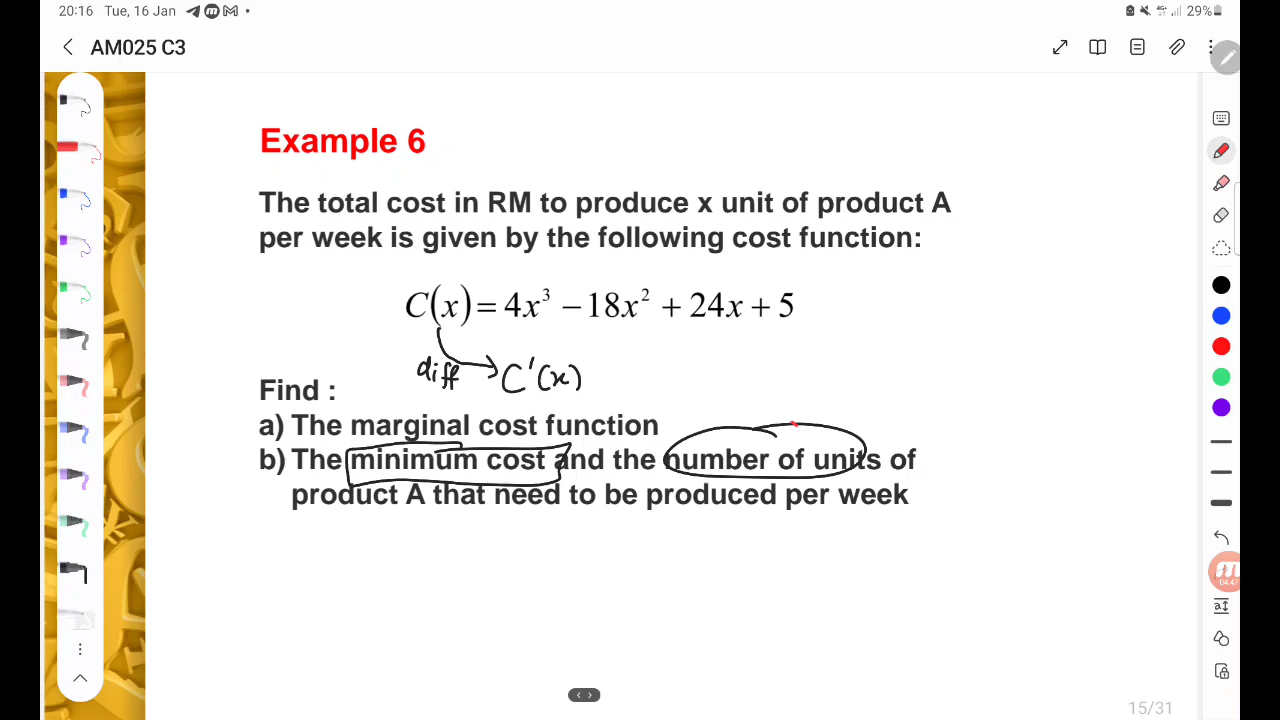 20:16 Tue, 16 Jan
29%
AM025 C3
Example 6
The total cost in RM to produce x unit of product A
per week is given by the following cost function:
C(x) = 4x³ − 18x² + 24x + 5
diff → C'(x)
Find :
a) The marginal cost function
b) The minimum cost and the number of units of
product A that need to be produced per week
04:47
15/31